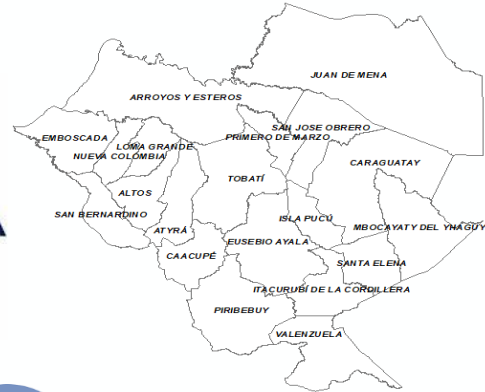 JUAN DE MENA
ARROYOS Y ESTEROS
SAN JOSE OBRERO
PRIMERO DE MARZO
EMBOSCADA
LOMA GRANDE
NUEVA COLOMBIA
CARAGUATAY
TOBATÍ
ALTOS
SAN BERNARDINO
ISLA PUCÚ
MBOCAYATY DEL YHAGUY
ATYRÁ
EUSEBIO AYALA
CAACUPÉ
SANTA ELENA
ITACURUBÍ DE LA CORDILLERA
PIRIBEBUY
VALENZUELA